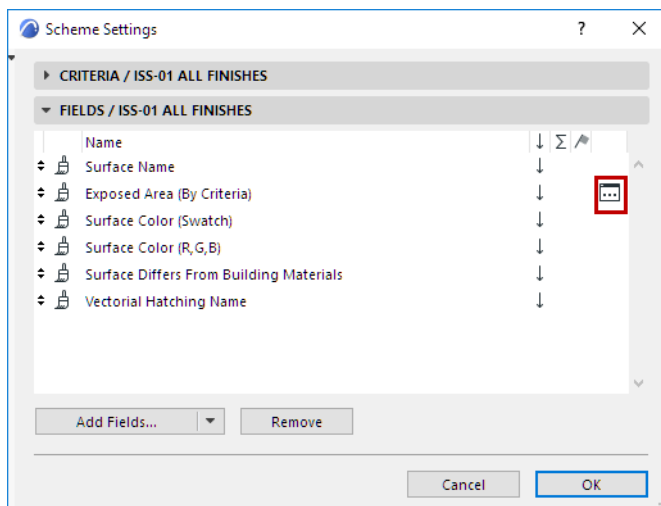 Scheme Settings ? ×
CRITERIA / ISS-01 ALL FINISHES
FIELDS / ISS-01 ALL FINISHES
Name ↓ Σ
Surface Name ↓
Exposed Area (By Criteria) ↓
Surface Color (Swatch) ↓
Surface Color (R,G,B) ↓
Surface Differs From Building Materials ↓
Vectorial Hatching Name ↓
Add Fields... Remove
Cancel OK